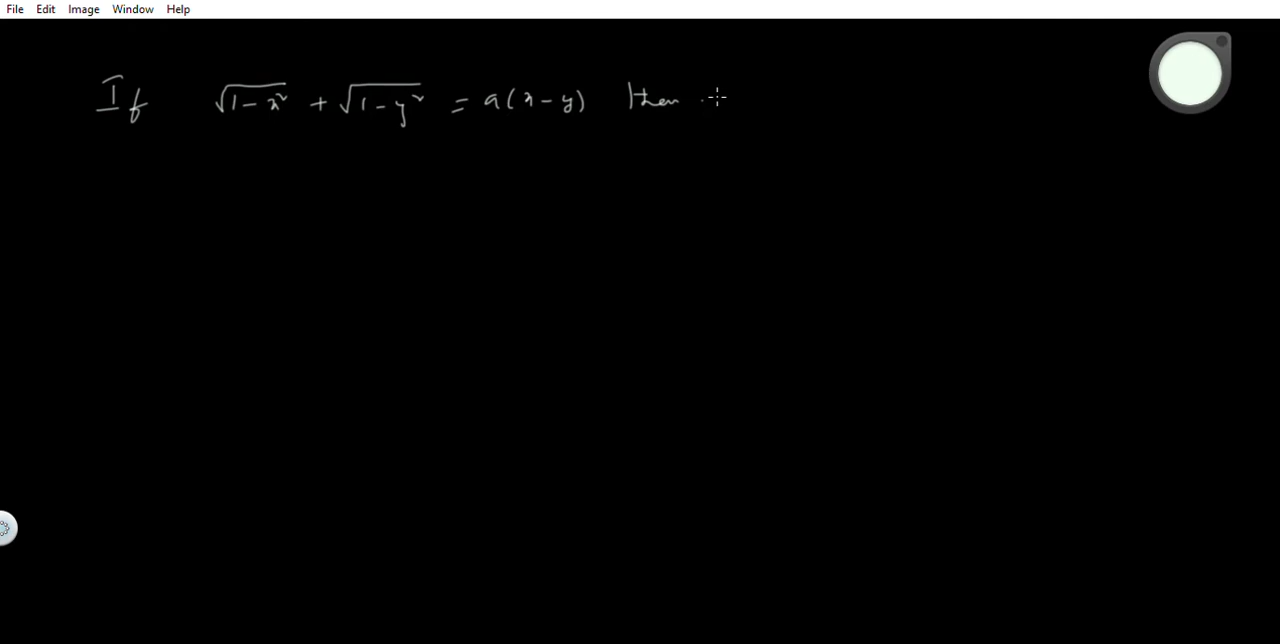 File Edit Image Window Help
If √(1-x²) + √(1-y²) = a(x-y) then